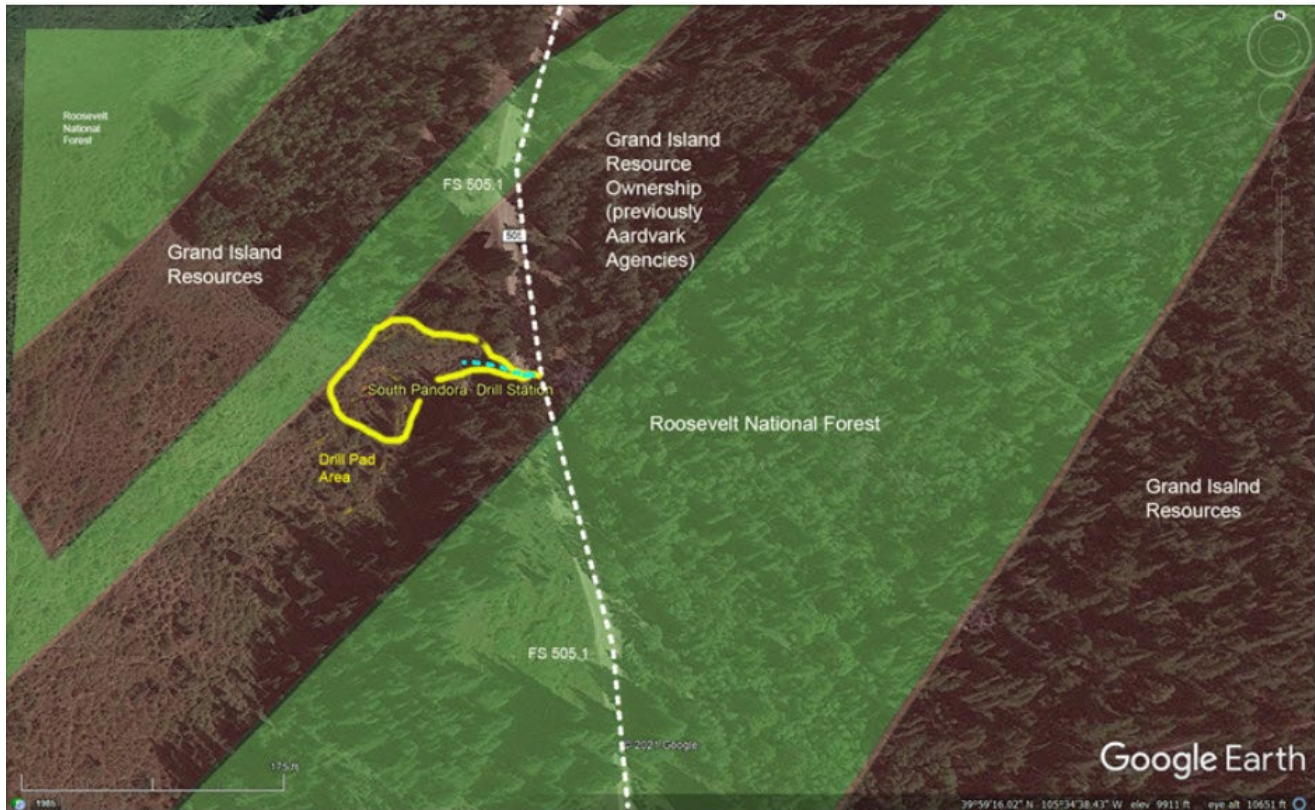 N
Roosevelt
National
Forest
Grand Island
Resource
Ownership
(previously
Aardvark
Agencies)
FS 505.1
505
Grand Island
Resources
South Pandora Drill Station
Drill Pad
Area
Roosevelt National Forest
Grand Isalnd
Resources
FS 505.1
© 2021 Google
Google Earth
175 ft
1985
39°59'16.02" N 105°34'38.43" W elev 9911 ft eye alt 10651 ft